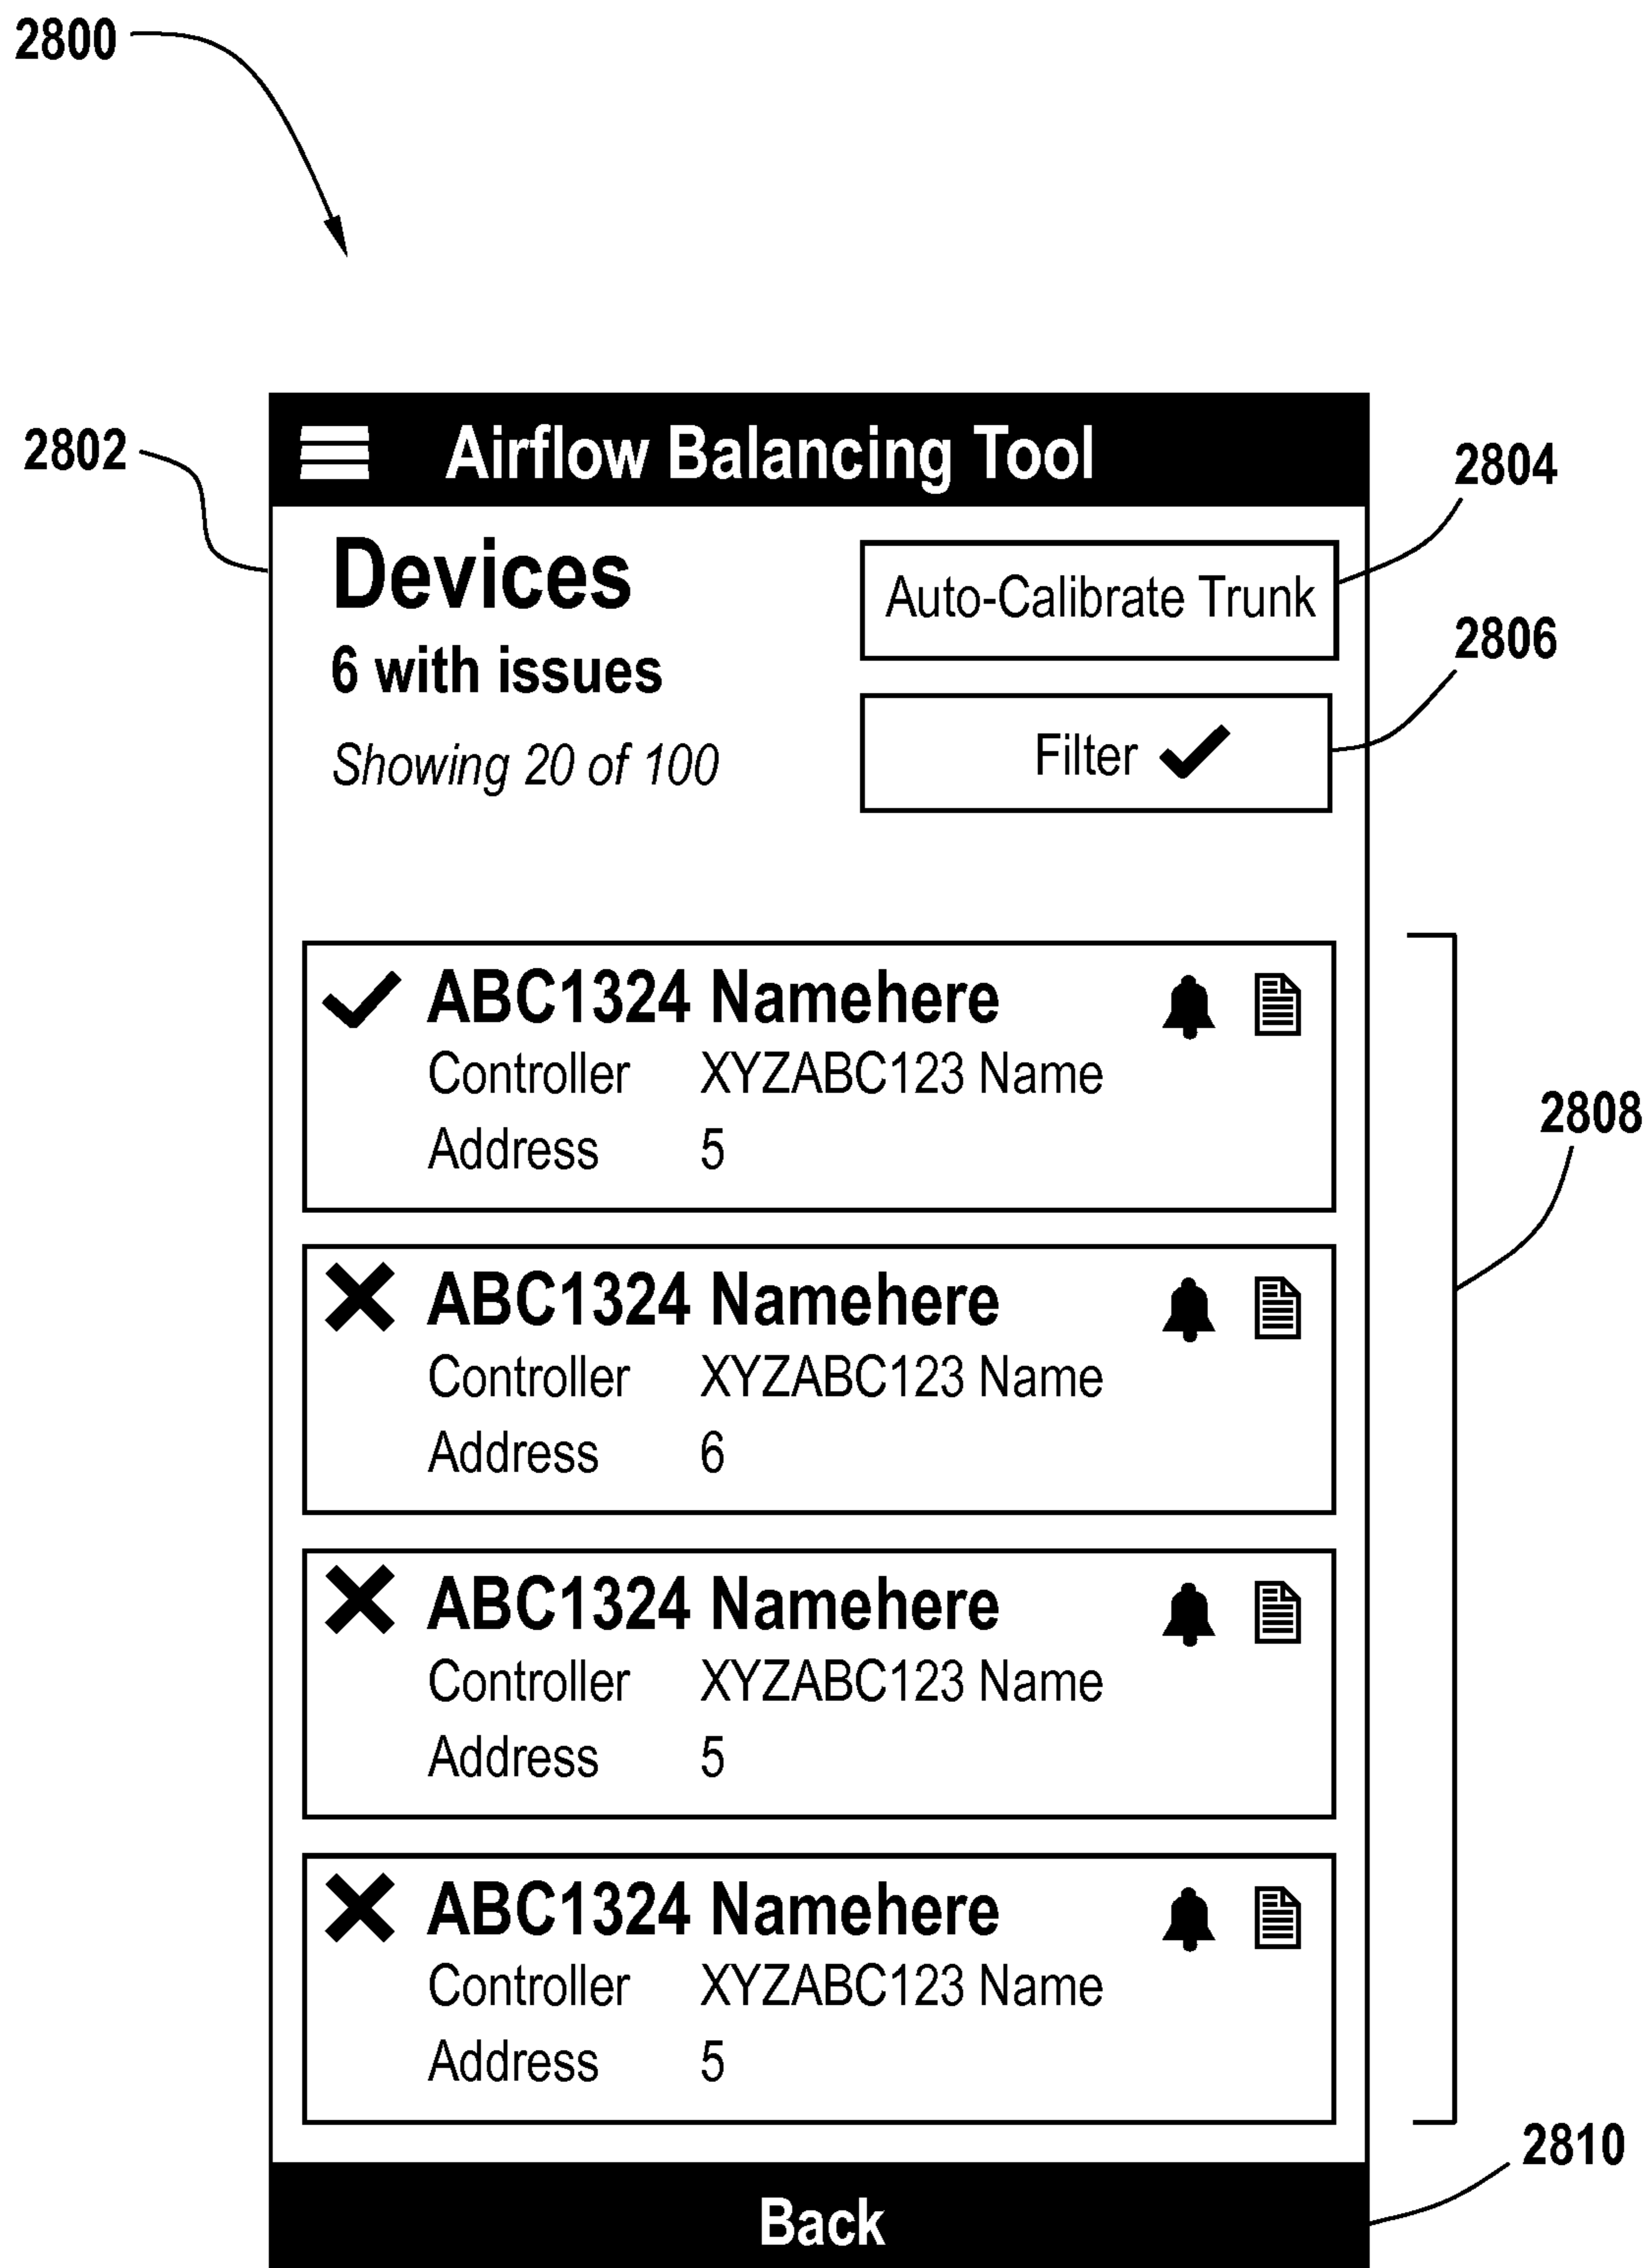 2800
2802
Airflow Balancing Tool
2804
Devices
Auto-Calibrate Trunk
6 with issues
2806
Showing 20 of 100
Filter
ABC1324 Namehere
Controller XYZABC123 Name
Address 5
2808
ABC1324 Namehere
Controller XYZABC123 Name
Address 6
ABC1324 Namehere
Controller XYZABC123 Name
Address 5
ABC1324 Namehere
Controller XYZABC123 Name
Address 5
2810
Back